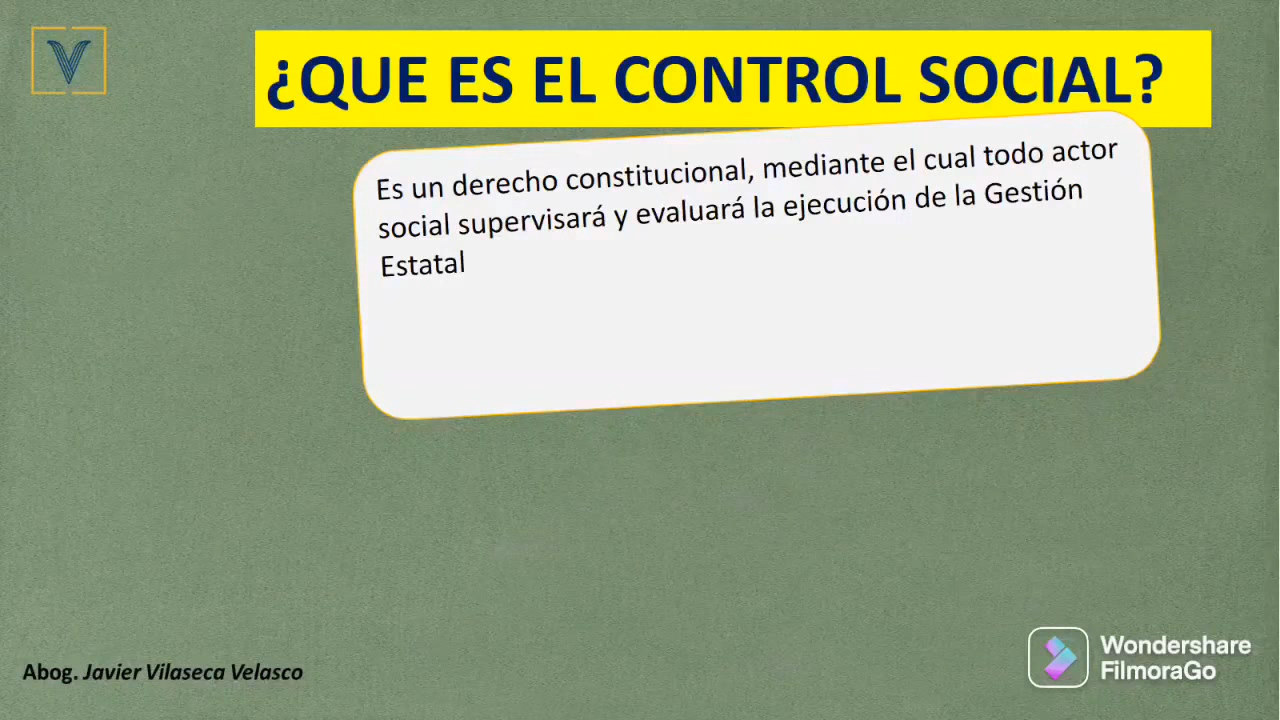 V
¿QUE ES EL CONTROL SOCIAL?
Es un derecho constitucional, mediante el cual todo actor
social supervisará y evaluará la ejecución de la Gestión
Estatal
Abog. Javier Vilaseca Velasco
Wondershare
FilmoraGo